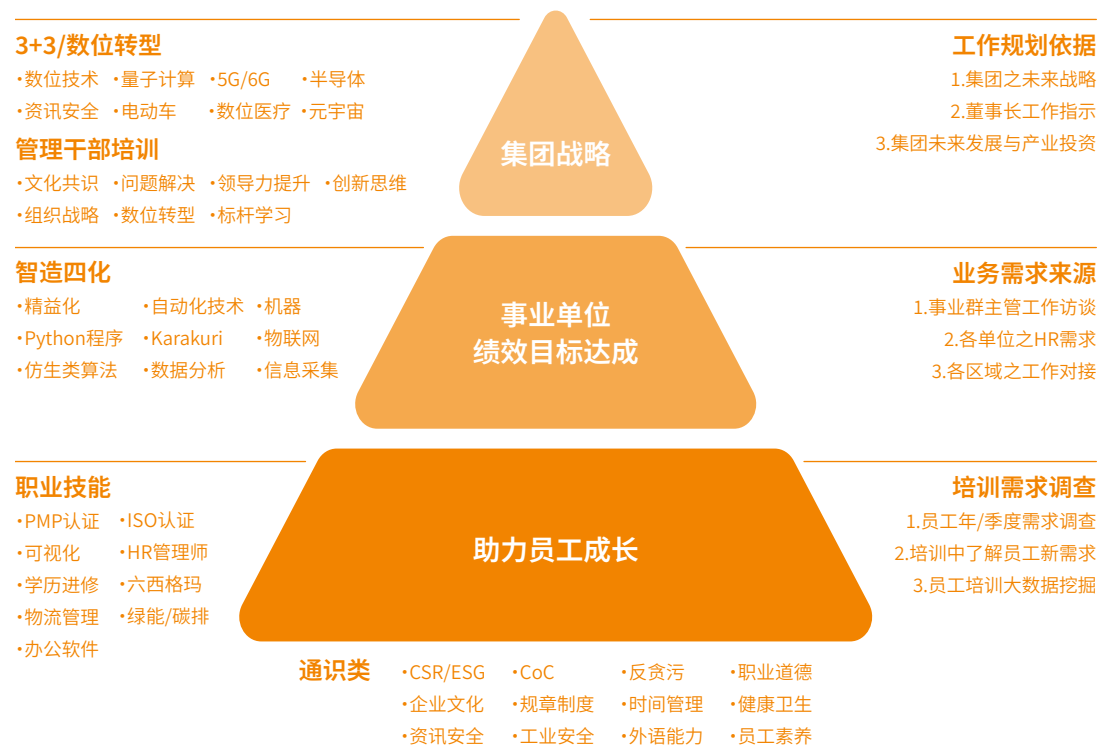 3+3/数位转型
·数位技术 ·量子计算 ·5G/6G ·半导体
·资讯安全 ·电动车 ·数位医疗 ·元宇宙
管理干部培训
·文化共识 ·问题解决 ·领导力提升 ·创新思维
·组织战略 ·数位转型 ·标杆学习
集团战略
工作规划依据
1.集团之未来战略
2.董事长工作指示
3.集团未来发展与产业投资
智造四化
·精益化 ·自动化技术 ·机器
·Python程序 ·Karakuri ·物联网
·仿生类算法 ·数据分析 ·信息采集
事业单位
绩效目标达成
业务需求来源
1.事业群主管工作访谈
2.各单位之HR需求
3.各区域之工作对接
职业技能
·PMP认证 ·ISO认证
·可视化 ·HR管理师
·学历进修 ·六西格玛
·物流管理 ·绿能/碳排
·办公软件
助力员工成长
培训需求调查
1.员工年/季度需求调查
2.培训中了解员工新需求
3.员工培训大数据挖掘
通识类 ·CSR/ESG ·CoC ·反贪污 ·职业道德
·企业文化 ·规章制度 ·时间管理 ·健康卫生
·资讯安全 ·工业安全 ·外语能力 ·员工素养